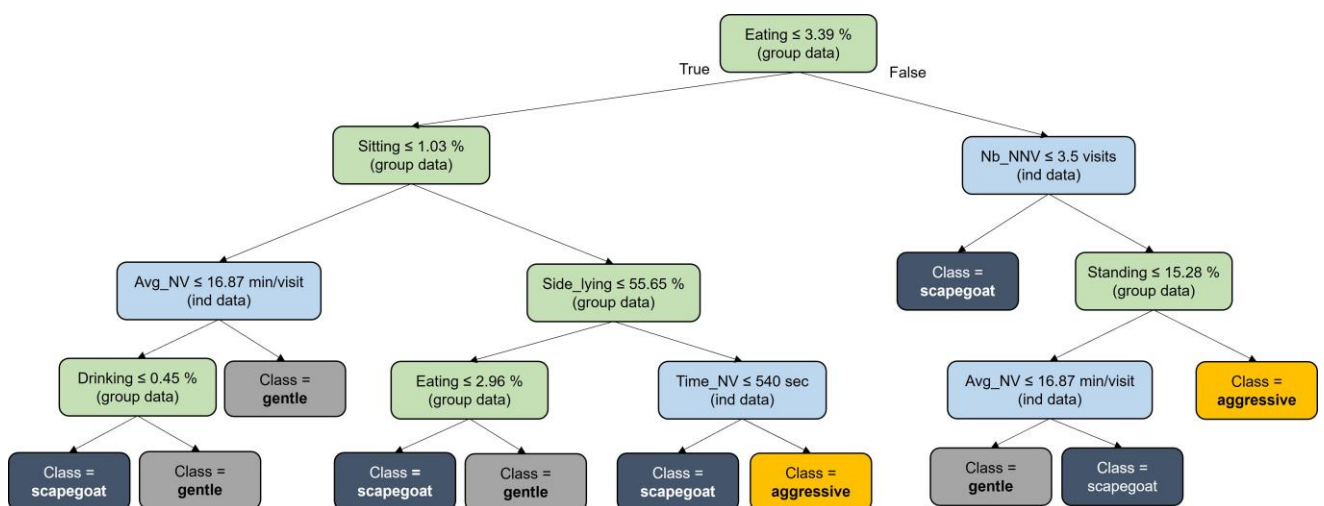 Eating ≤ 3.39 %
(group data)
True
False
Sitting ≤ 1.03 %
(group data)
Nb_NNV ≤ 3.5 visits
(ind data)
Avg_NV ≤ 16.87 min/visit
(ind data)
Side_lying ≤ 55.65 %
(group data)
Class =
scapegoat
Standing ≤ 15.28 %
(group data)
Drinking ≤ 0.45 %
(group data)
Class =
gentle
Eating ≤ 2.96 %
(group data)
Time_NV ≤ 540 sec
(ind data)
Avg_NV ≤ 16.87 min/visit
(ind data)
Class =
aggressive
Class =
scapegoat
Class =
gentle
Class =
scapegoat
Class =
gentle
Class =
scapegoat
Class =
aggressive
Class =
gentle
Class =
scapegoat